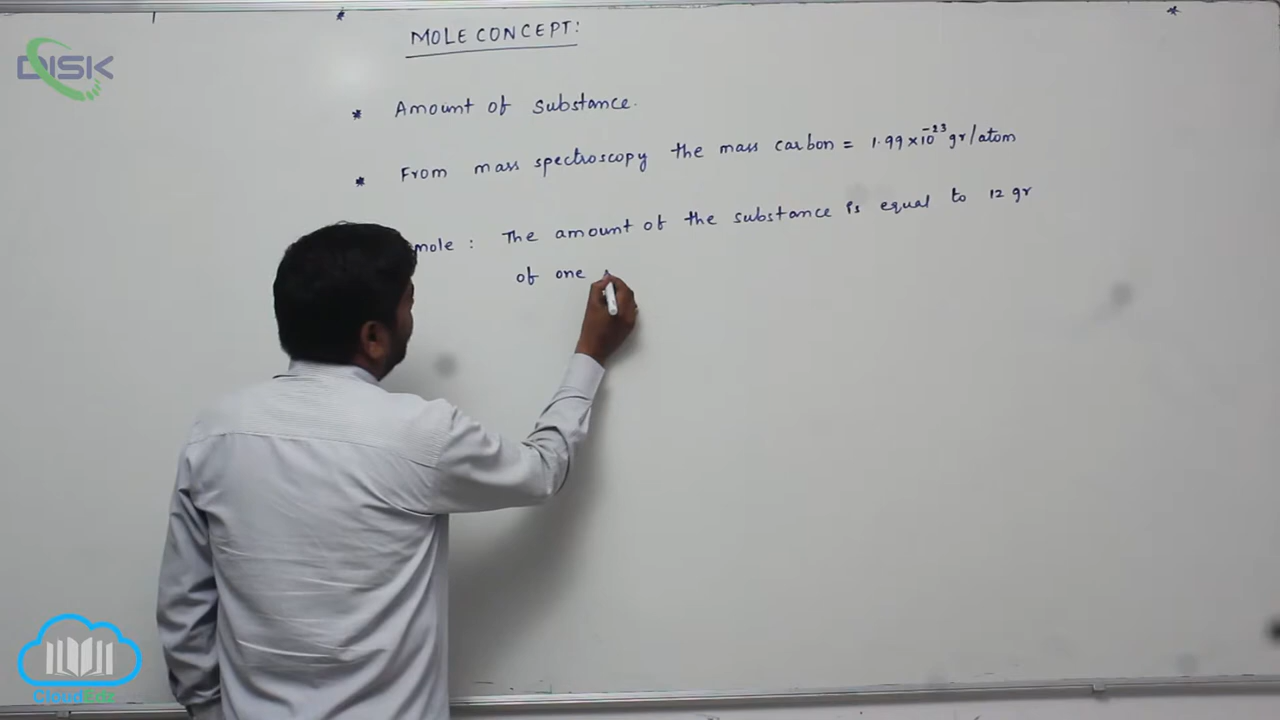 DISK
MOLE CONCEPT:
* Amount of substance.
* From mass spectroscopy the mass carbon = 1.99×10⁻²³ gr/atom
mole : The amount of the substance is equal to 12 gr
of one
CloudEdz